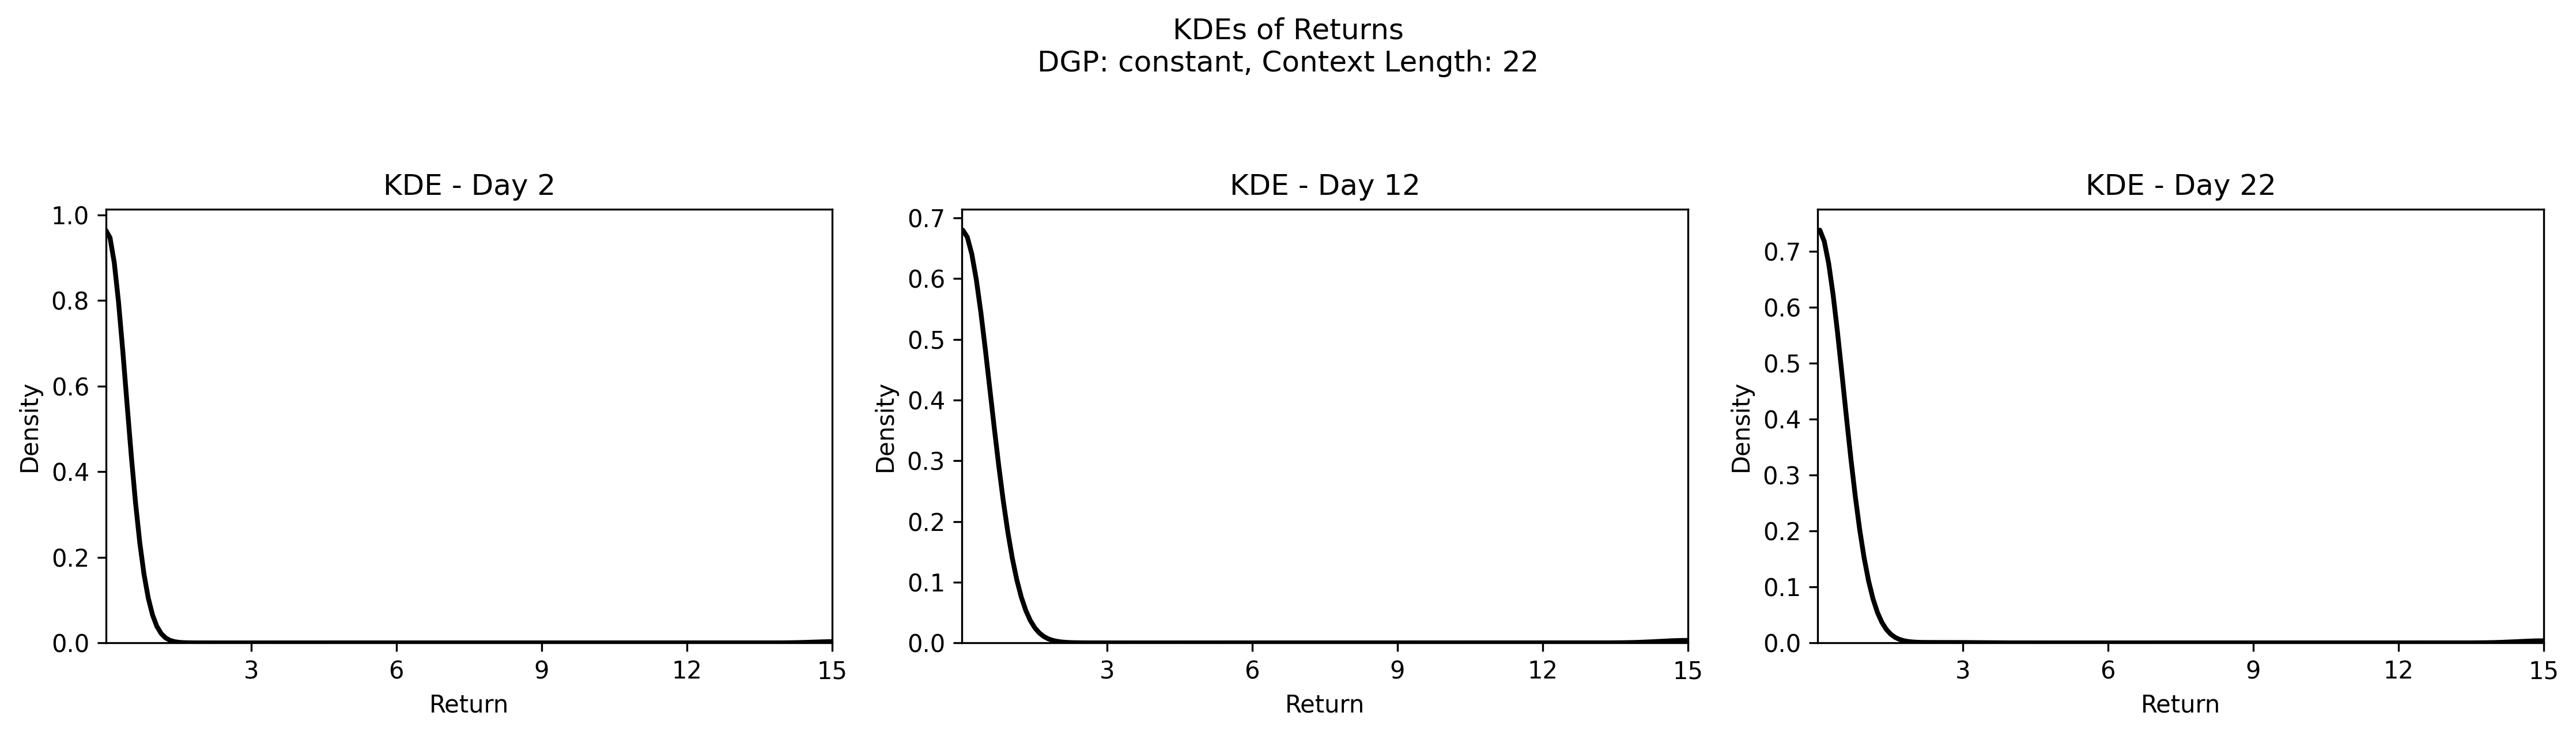 KDEs of Returns
DGP: constant, Context Length: 22
KDE - Day 2
1.0
0.8
0.6
0.4
0.2
0.0
Density
3 6 9 12 15
Return
KDE - Day 12
0.7
0.6
0.5
0.4
0.3
0.2
0.1
0.0
Density
3 6 9 12 15
Return
KDE - Day 22
0.7
0.6
0.5
0.4
0.3
0.2
0.1
0.0
Density
3 6 9 12 15
Return